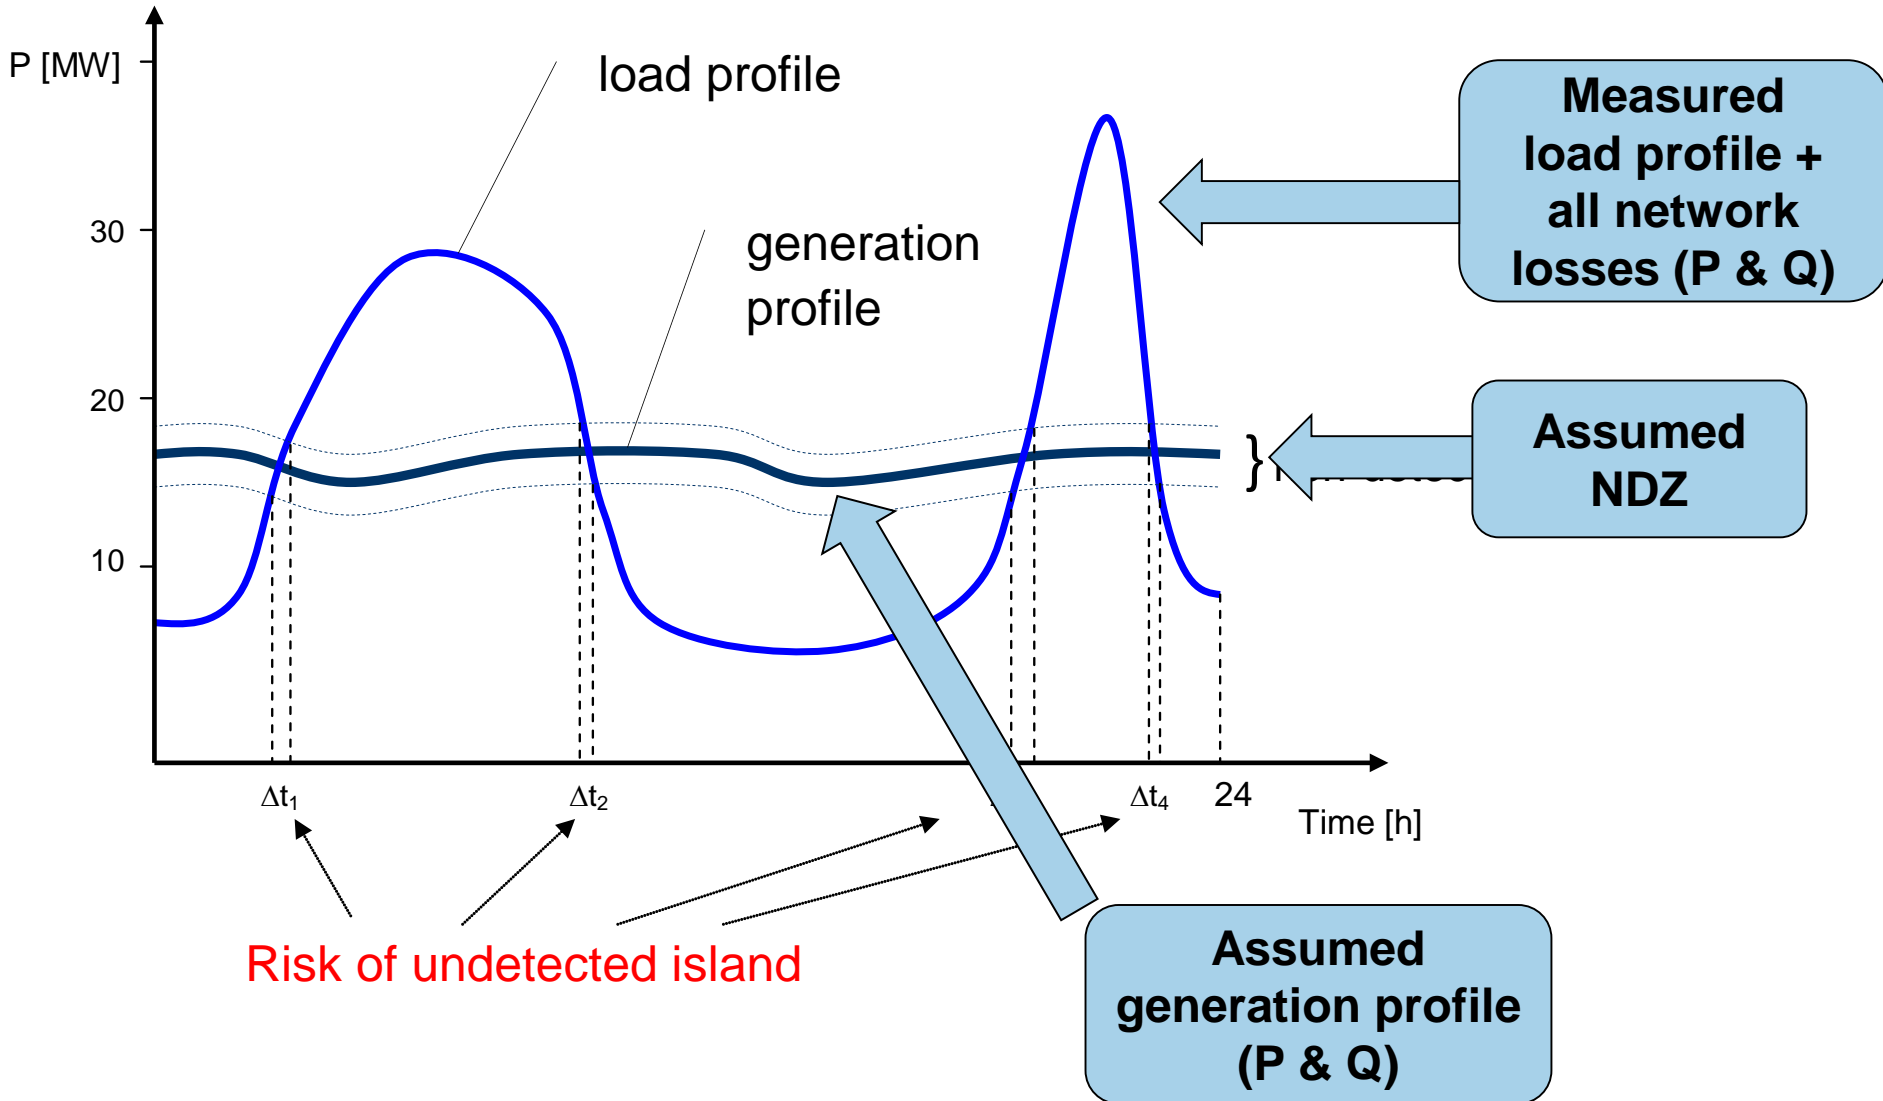 P [MW]
load profile
Measured
load profile +
all network
losses (P & Q)
30
generation
profile
20
Assumed
NDZ
}
10
Δt₁
Δt₂
Δt₄
24
Time [h]
Risk of undetected island
Assumed
generation profile
(P & Q)